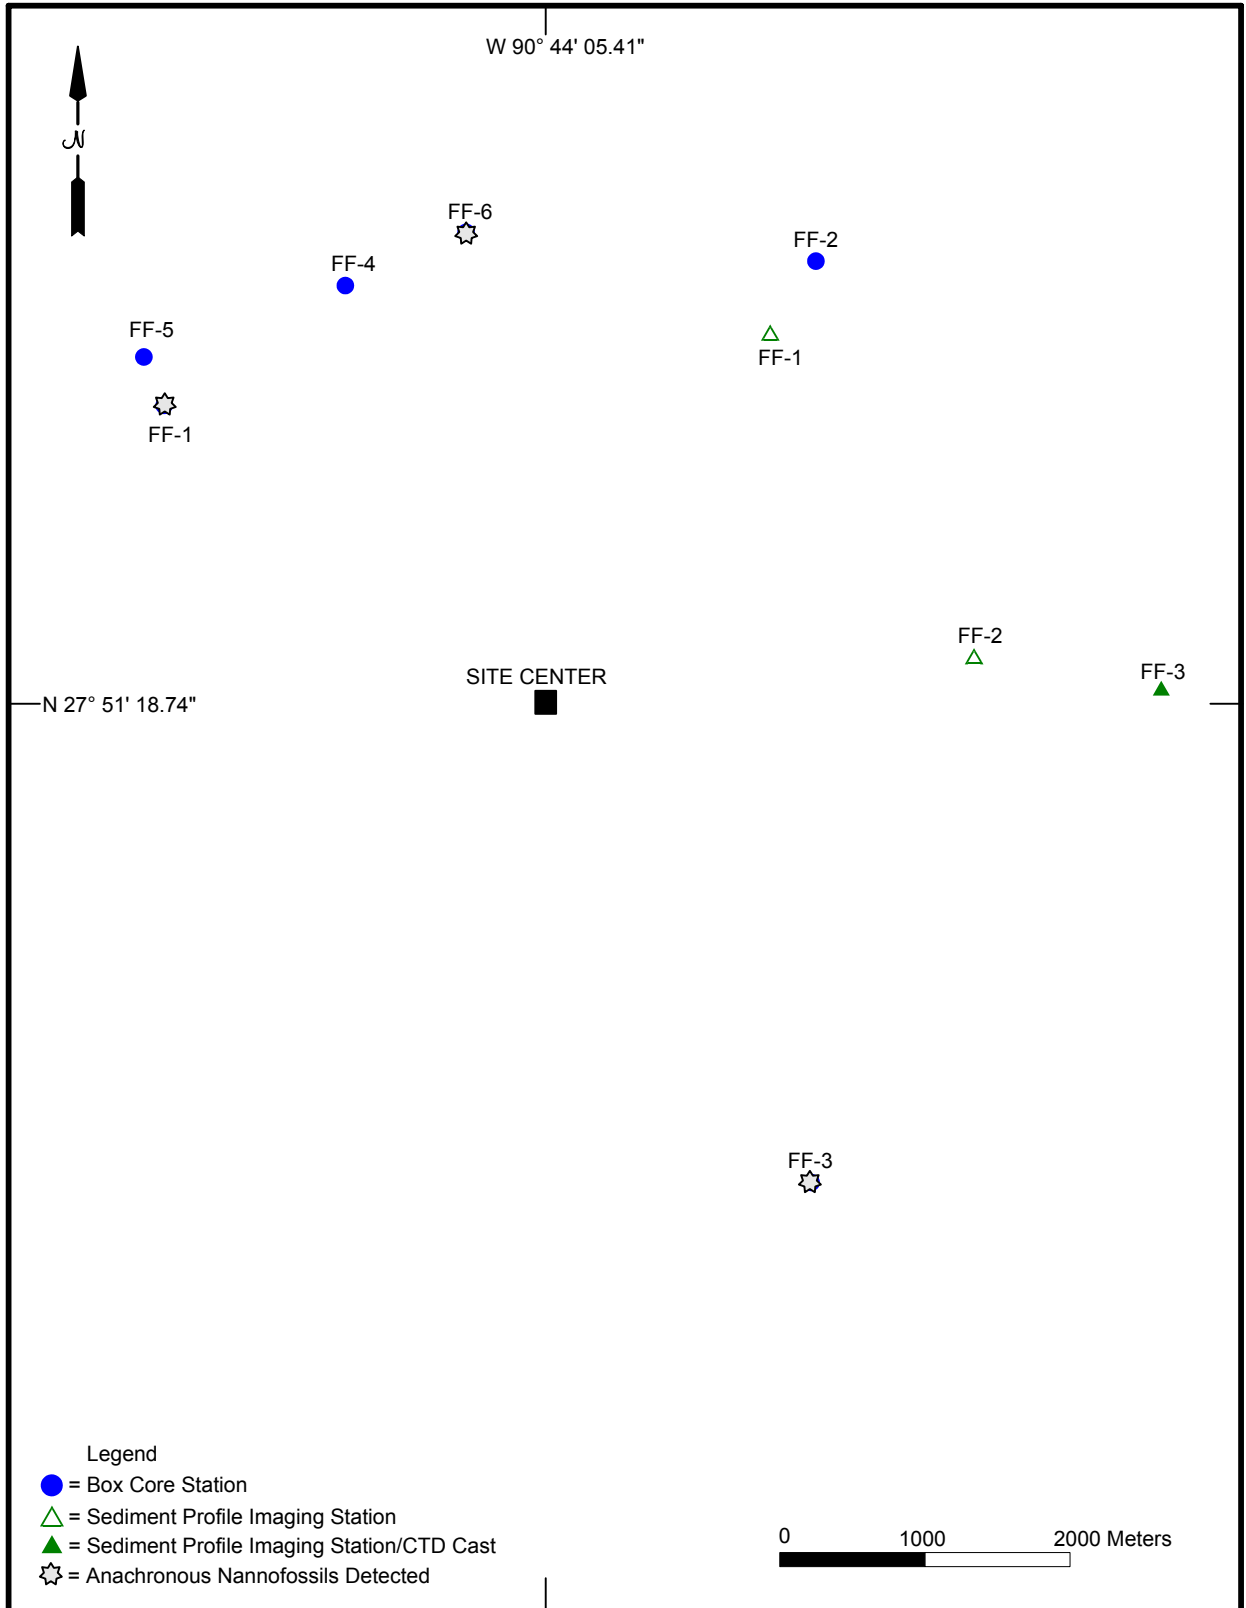 W 90° 44' 05.41"
N
FF-6
FF-2
FF-4
FF-5
FF-1
FF-1
FF-2
FF-3
SITE CENTER
N 27° 51' 18.74"
FF-3
Legend
= Box Core Station
= Sediment Profile Imaging Station
= Sediment Profile Imaging Station/CTD Cast
= Anachronous Nannofossils Detected
0 1000 2000 Meters